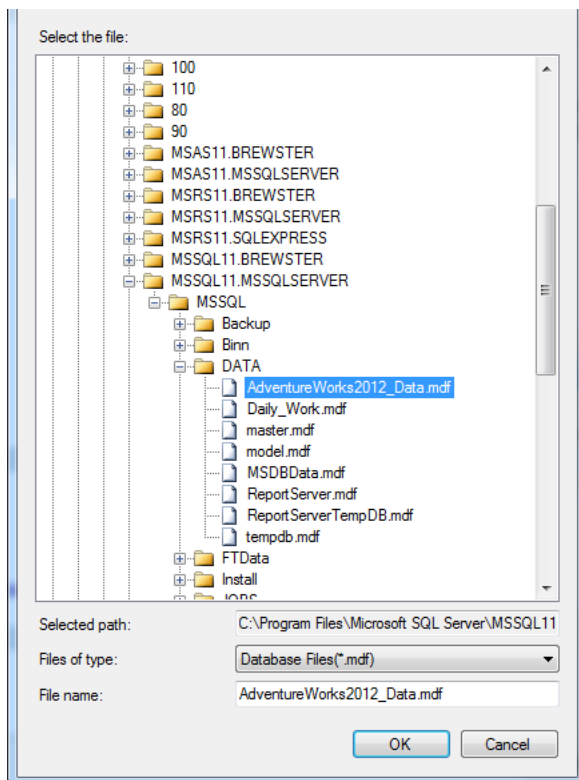 Select the file:
100
110
80
90
MSAS11.BREWSTER
MSAS11.MSSQLSERVER
MSRS11.BREWSTER
MSRS11.MSSQLSERVER
MSRS11.SQLEXPRESS
MSSQL11.BREWSTER
MSSQL11.MSSQLSERVER
MSSQL
Backup
Binn
DATA
AdventureWorks2012_Data.mdf
Daily_Work.mdf
master.mdf
model.mdf
MSDBData.mdf
ReportServer.mdf
ReportServerTempDB.mdf
tempdb.mdf
FTData
Install
JOBS
Selected path: C:\Program Files\Microsoft SQL Server\MSSQL11
Files of type: Database Files(*.mdf)
File name: AdventureWorks2012_Data.mdf
OK Cancel